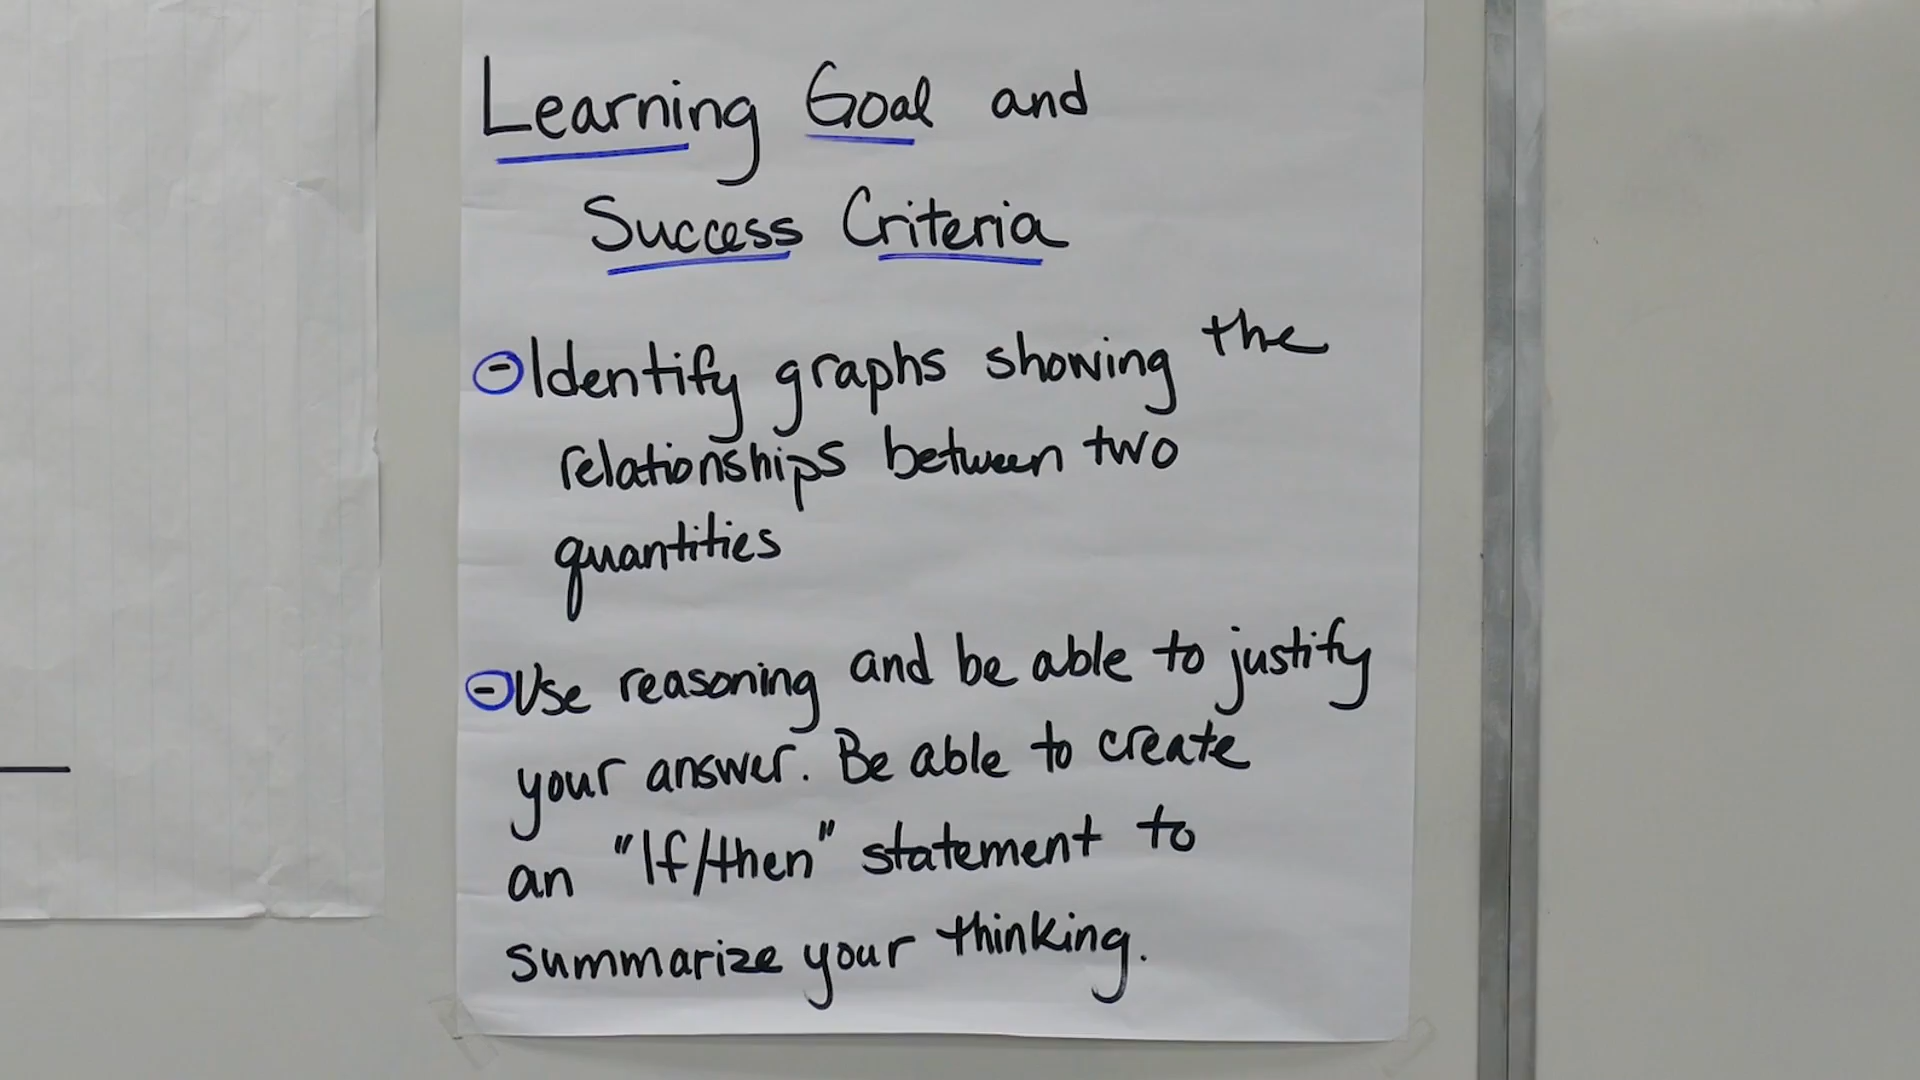 Learning Goal and
Success Criteria
- Identify graphs showing the
relationships between two
quantities
- Use reasoning and be able to justify
your answer. Be able to create
an "If/then" statement to
summarize your thinking.